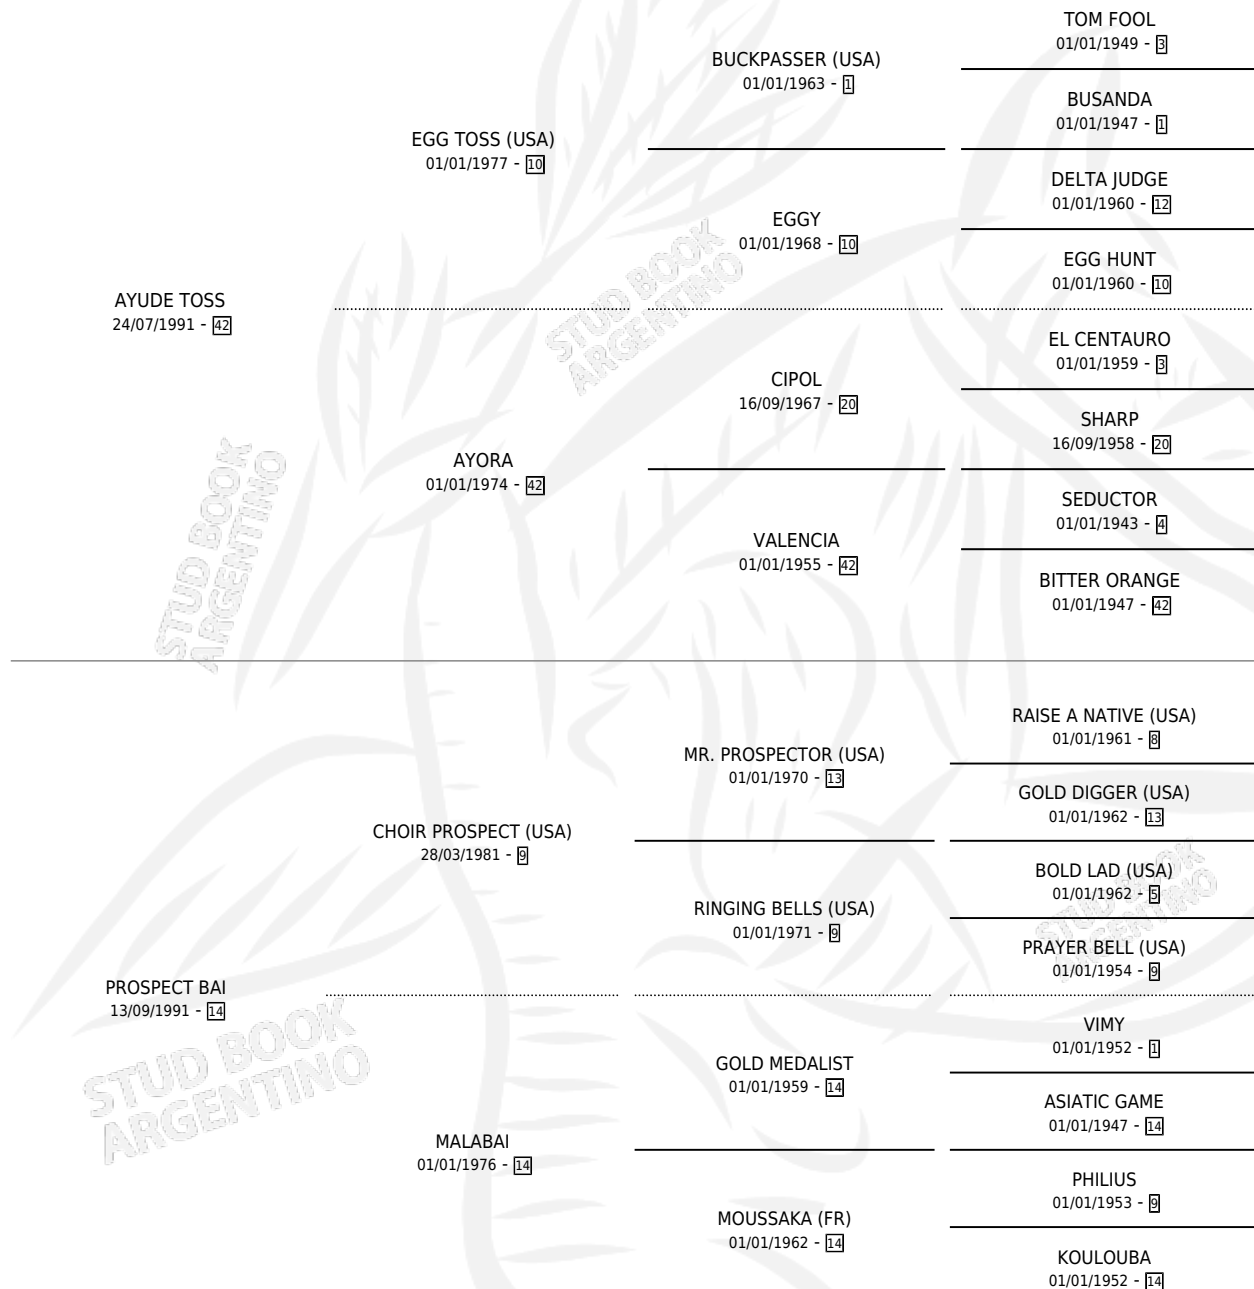 TOM FOOL
01/01/1949 - 3
BUCKPASSER (USA)
01/01/1963 - 1
BUSANDA
01/01/1947 - 1
EGG TOSS (USA)
01/01/1977 - 10
DELTA JUDGE
01/01/1960 - 12
EGGY
01/01/1968 - 10
EGG HUNT
01/01/1960 - 10
AYUDE TOSS
24/07/1991 - 42
EL CENTAURO
01/01/1959 - 3
CIPOL
16/09/1967 - 20
SHARP
16/09/1958 - 20
AYORA
01/01/1974 - 42
SEDUCTOR
01/01/1943 - 4
VALENCIA
01/01/1955 - 42
BITTER ORANGE
01/01/1947 - 42
RAISE A NATIVE (USA)
01/01/1961 - 8
MR. PROSPECTOR (USA)
01/01/1970 - 13
GOLD DIGGER (USA)
01/01/1962 - 13
CHOIR PROSPECT (USA)
28/03/1981 - 9
BOLD LAD (USA)
01/01/1962 - 5
RINGING BELLS (USA)
01/01/1971 - 9
PRAYER BELL (USA)
01/01/1954 - 9
PROSPECT BAI
13/09/1991 - 14
VIMY
01/01/1952 - 1
GOLD MEDALIST
01/01/1959 - 14
ASIATIC GAME
01/01/1947 - 14
MALABAI
01/01/1976 - 14
PHILIUS
01/01/1953 - 9
MOUSSAKA (FR)
01/01/1962 - 14
KOULOUBA
01/01/1952 - 14
STUD BOOK
ARGENTINO
STUD BOOK
ARGENTINO
STUD BOOK
ARGENTINO
STUD BOOK
ARGENTINO